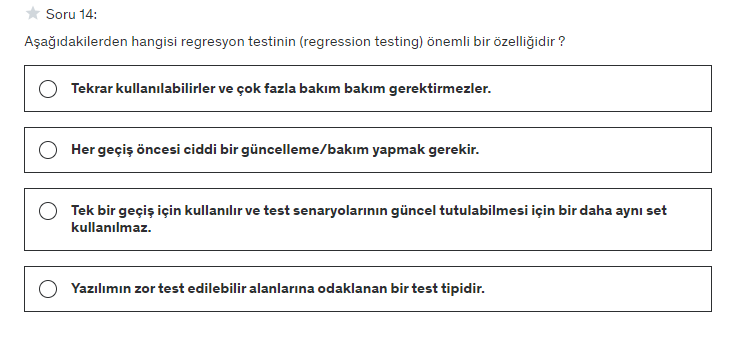 Soru 14:
Aşağıdakilerden hangisi regresyon testinin (regression testing) önemli bir özelliğidir ?
Tekrar kullanılabilirler ve çok fazla bakım bakım gerektirmezler.
Her geçiş öncesi ciddi bir güncelleme/bakım yapmak gerekir.
Tek bir geçiş için kullanılır ve test senaryolarının güncel tutulabilmesi için bir daha aynı set
kullanılmaz.
Yazılımın zor test edilebilir alanlarına odaklanan bir test tipidir.